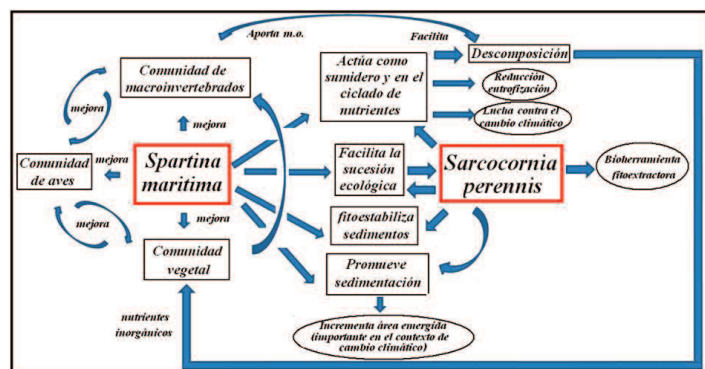 Aporta m.o.
Facilita
Comunidad de
macroinvertebrados
Actúa como
sumidero y en el
ciclado de
nutrientes
Descomposición
Reducción
eutrofización
Lucha contra el
cambio climático
mejora
mejora
Comunidad
de aves
mejora
Spartina
maritima
Facilita la
sucesión
ecológica
Sarcocornia
perennis
Bioherramienta
fitoextractora
mejora
mejora
Comunidad
vegetal
fitoestabiliza
sedimentos
Promueve
sedimentación
nutrientes
inorgánicos
Incrementa área emergida
(importante en el contexto de
cambio climático)